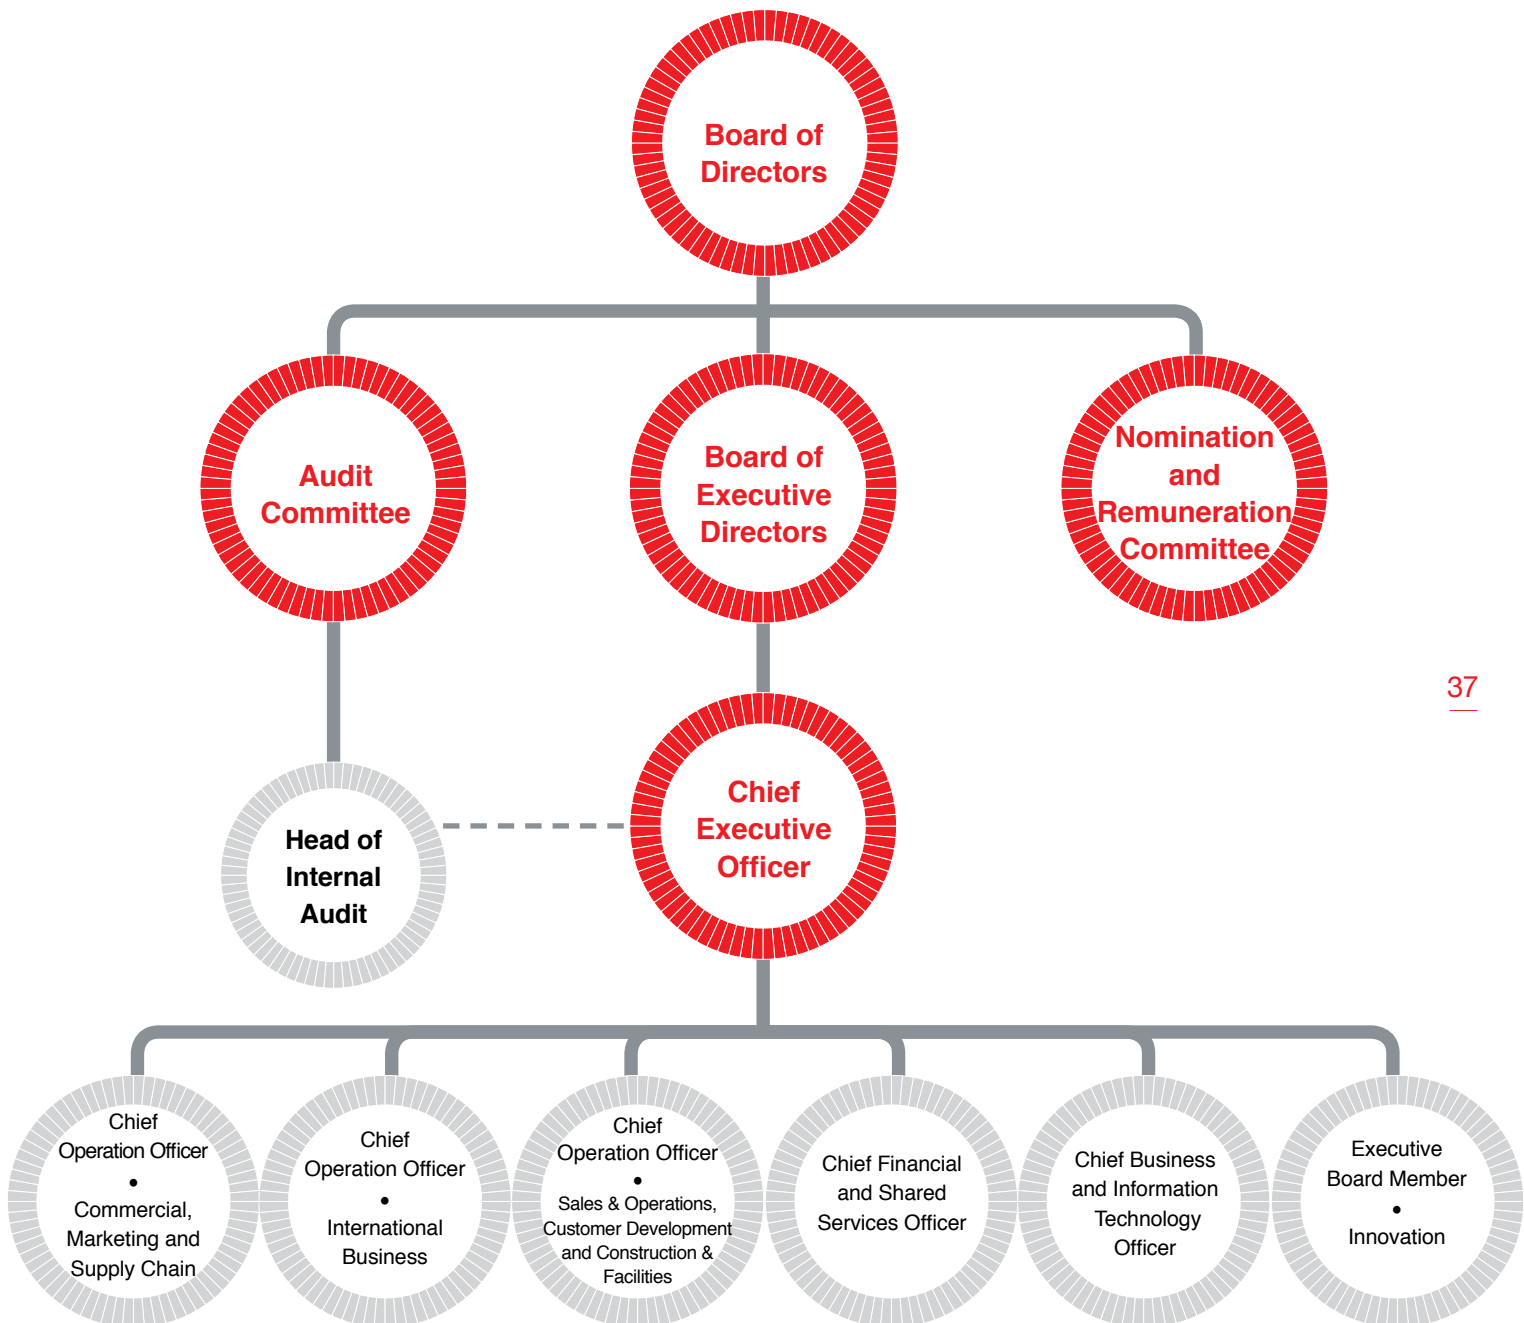 Board of
Directors
Audit
Committee
Board of
Executive
Directors
Nomination
and
Remuneration
Committee
37
Head of
Internal
Audit
Chief
Executive
Officer
Chief
Operation Officer
•
Commercial,
Marketing and
Supply Chain
Chief
Operation Officer
•
International
Business
Chief
Operation Officer
•
Sales & Operations,
Customer Development
and Construction &
Facilities
Chief Financial
and Shared
Services Officer
Chief Business
and Information
Technology
Officer
Executive
Board Member
•
Innovation